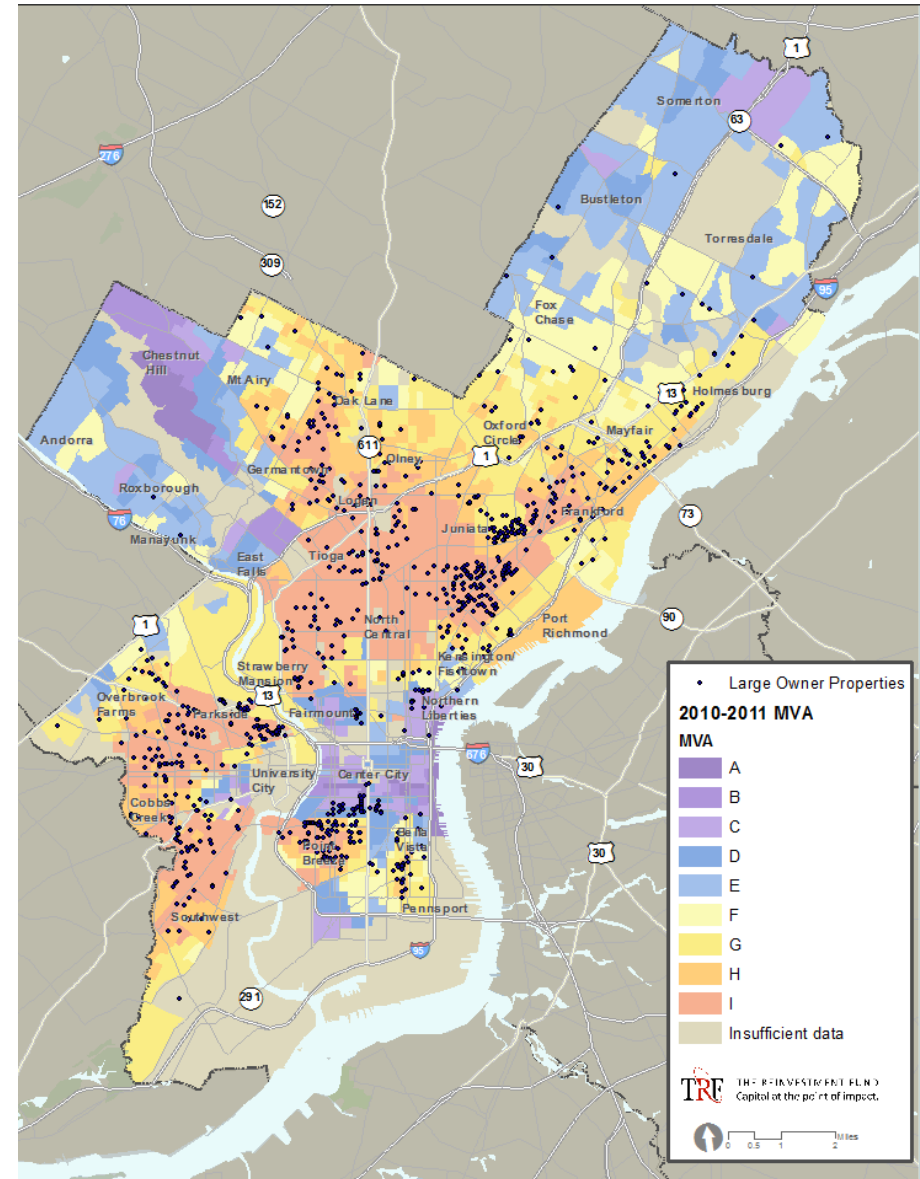 1
Somerton
63
276
Bustleton
152
Torresdale
309
95
Fox
Chase
Chestnut
Hill
Mt Airy
13
Holmesburg
Oak Lane
Oxford
Circle
Mayfair
Andorra
611
Olney
1
Germantown
Roxborough
Logan
Frankford
76
Juniata
73
Manayunk
East
Falls
Tioga
North
Central
Port
Richmond
90
1
Kensington/
Fishtown
Strawberry
Mansion
13
Overbrook
Farms
Parkside
Fairmount
Northern
Liberties
676
30
University
City
Center City
Cobbs
Creek
Bella
Vista
30
Point
Breeze
Southwest
Pennsport
95
291
Large Owner Properties
2010-2011 MVA
MVA
A
B
C
D
E
F
G
H
I
Insufficient data
TRF THE REINVESTMENT FUND
Capital at the point of impact.
0 0.5 1 2 Miles